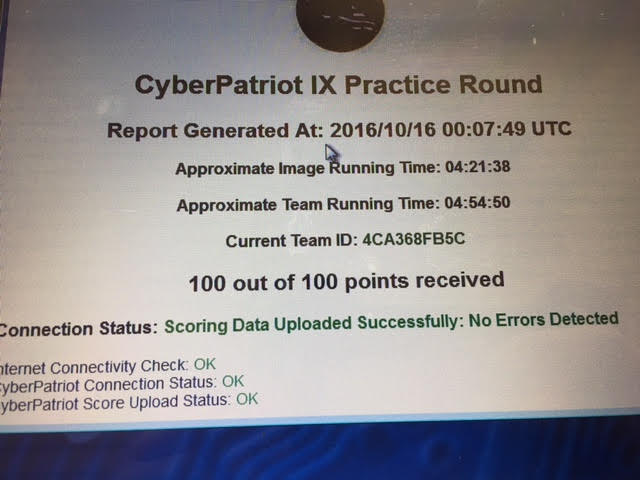 CyberPatriot IX Practice Round
Report Generated At: 2016/10/16 00:07:49 UTC
Approximate Image Running Time: 04:21:38
Approximate Team Running Time: 04:54:50
Current Team ID: 4CA368FB5C
100 out of 100 points received
Connection Status: Scoring Data Uploaded Successfully: No Errors Detected
nternet Connectivity Check: OK
yberPatriot Connection Status: OK
yberPatriot Score Upload Status: OK